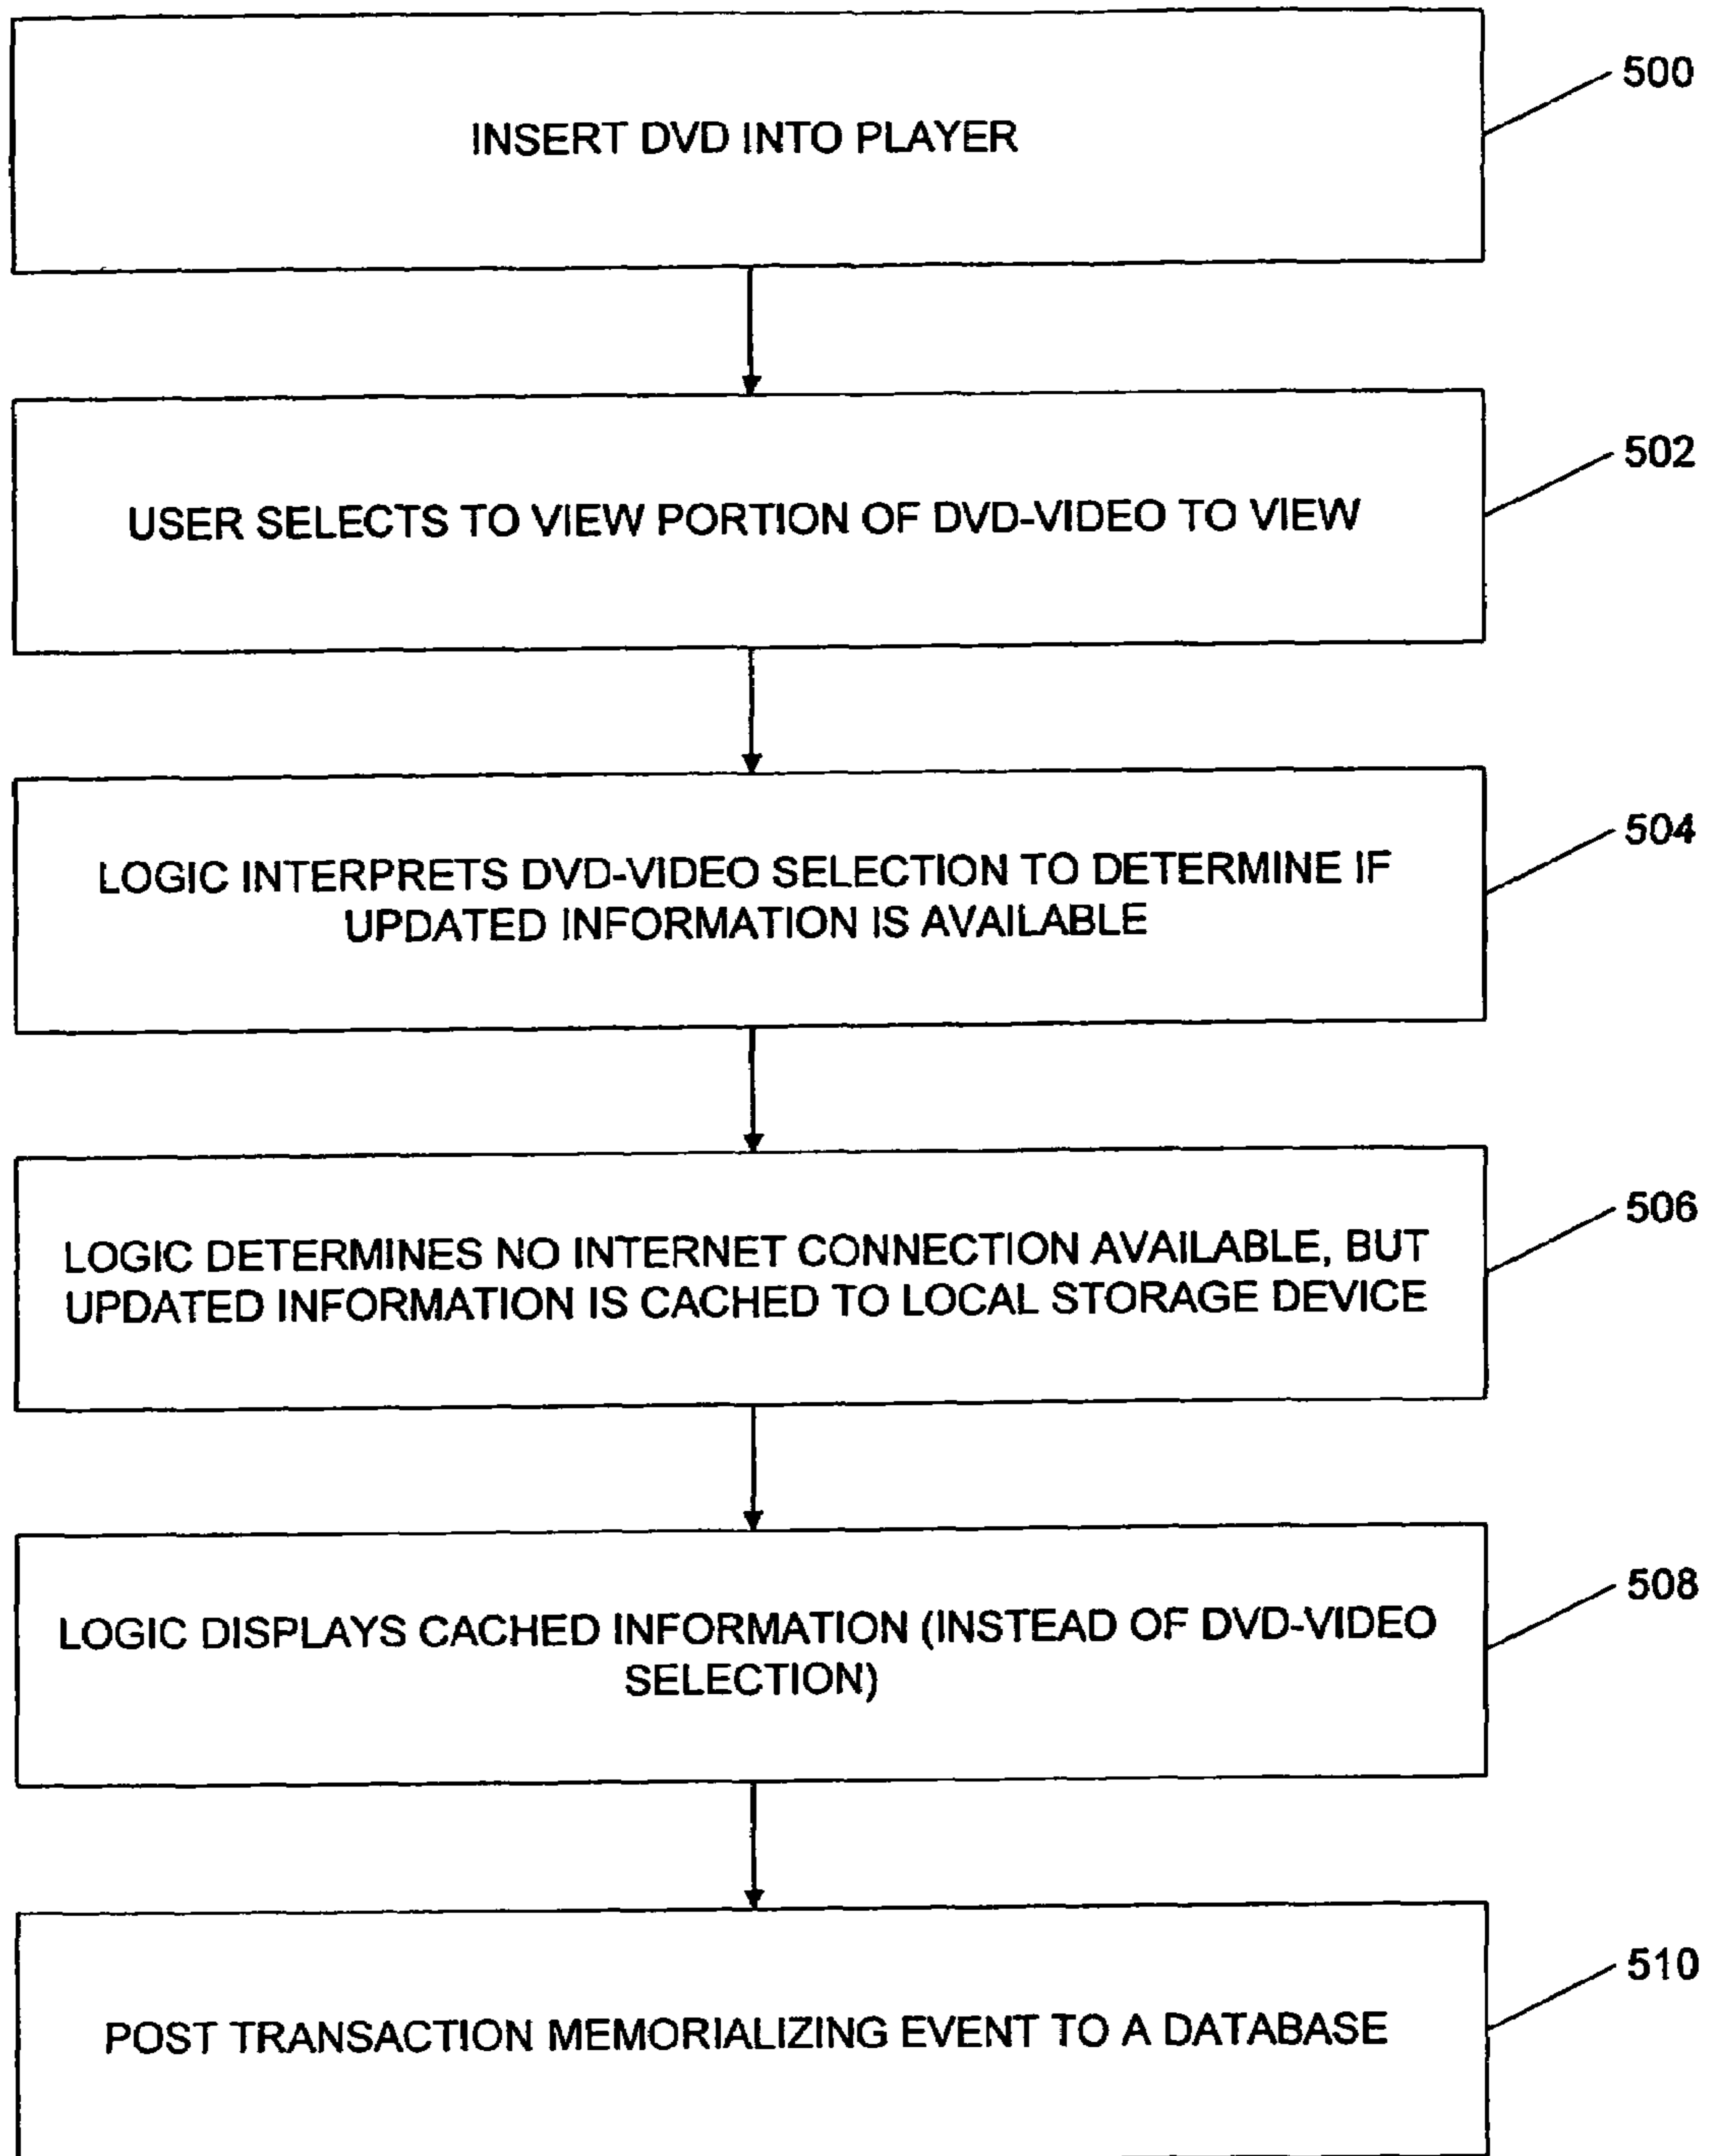 500
INSERT DVD INTO PLAYER
502
USER SELECTS TO VIEW PORTION OF DVD-VIDEO TO VIEW
504
LOGIC INTERPRETS DVD-VIDEO SELECTION TO DETERMINE IF
UPDATED INFORMATION IS AVAILABLE
506
LOGIC DETERMINES NO INTERNET CONNECTION AVAILABLE, BUT
UPDATED INFORMATION IS CACHED TO LOCAL STORAGE DEVICE
508
LOGIC DISPLAYS CACHED INFORMATION (INSTEAD OF DVD-VIDEO
SELECTION)
510
POST TRANSACTION MEMORIALIZING EVENT TO A DATABASE